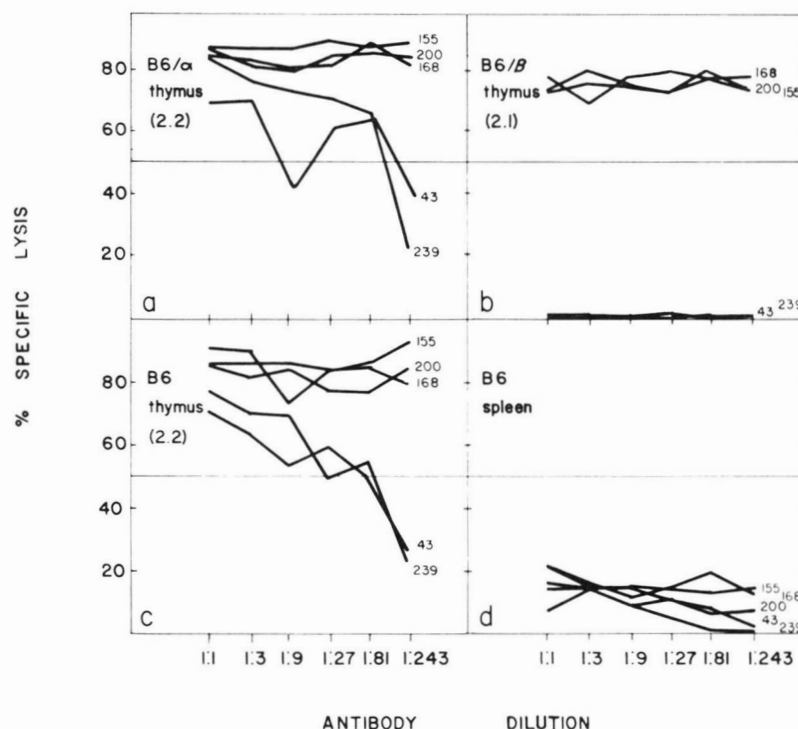 % SPECIFIC LYSIS
80
60
40
20
B6/α
thymus
(2.2)
155
200
168
43
239
a
B6/β
thymus
(2.1)
168
200 155
43 239
b
80
60
40
20
B6
thymus
(2.2)
155
200
168
43
239
c
B6
spleen
155 168
200
43
239
d
1:1 1:3 1:9 1:27 1:81 1:243
1:1 1:3 1:9 1:27 1:81 1:243
ANTIBODY DILUTION